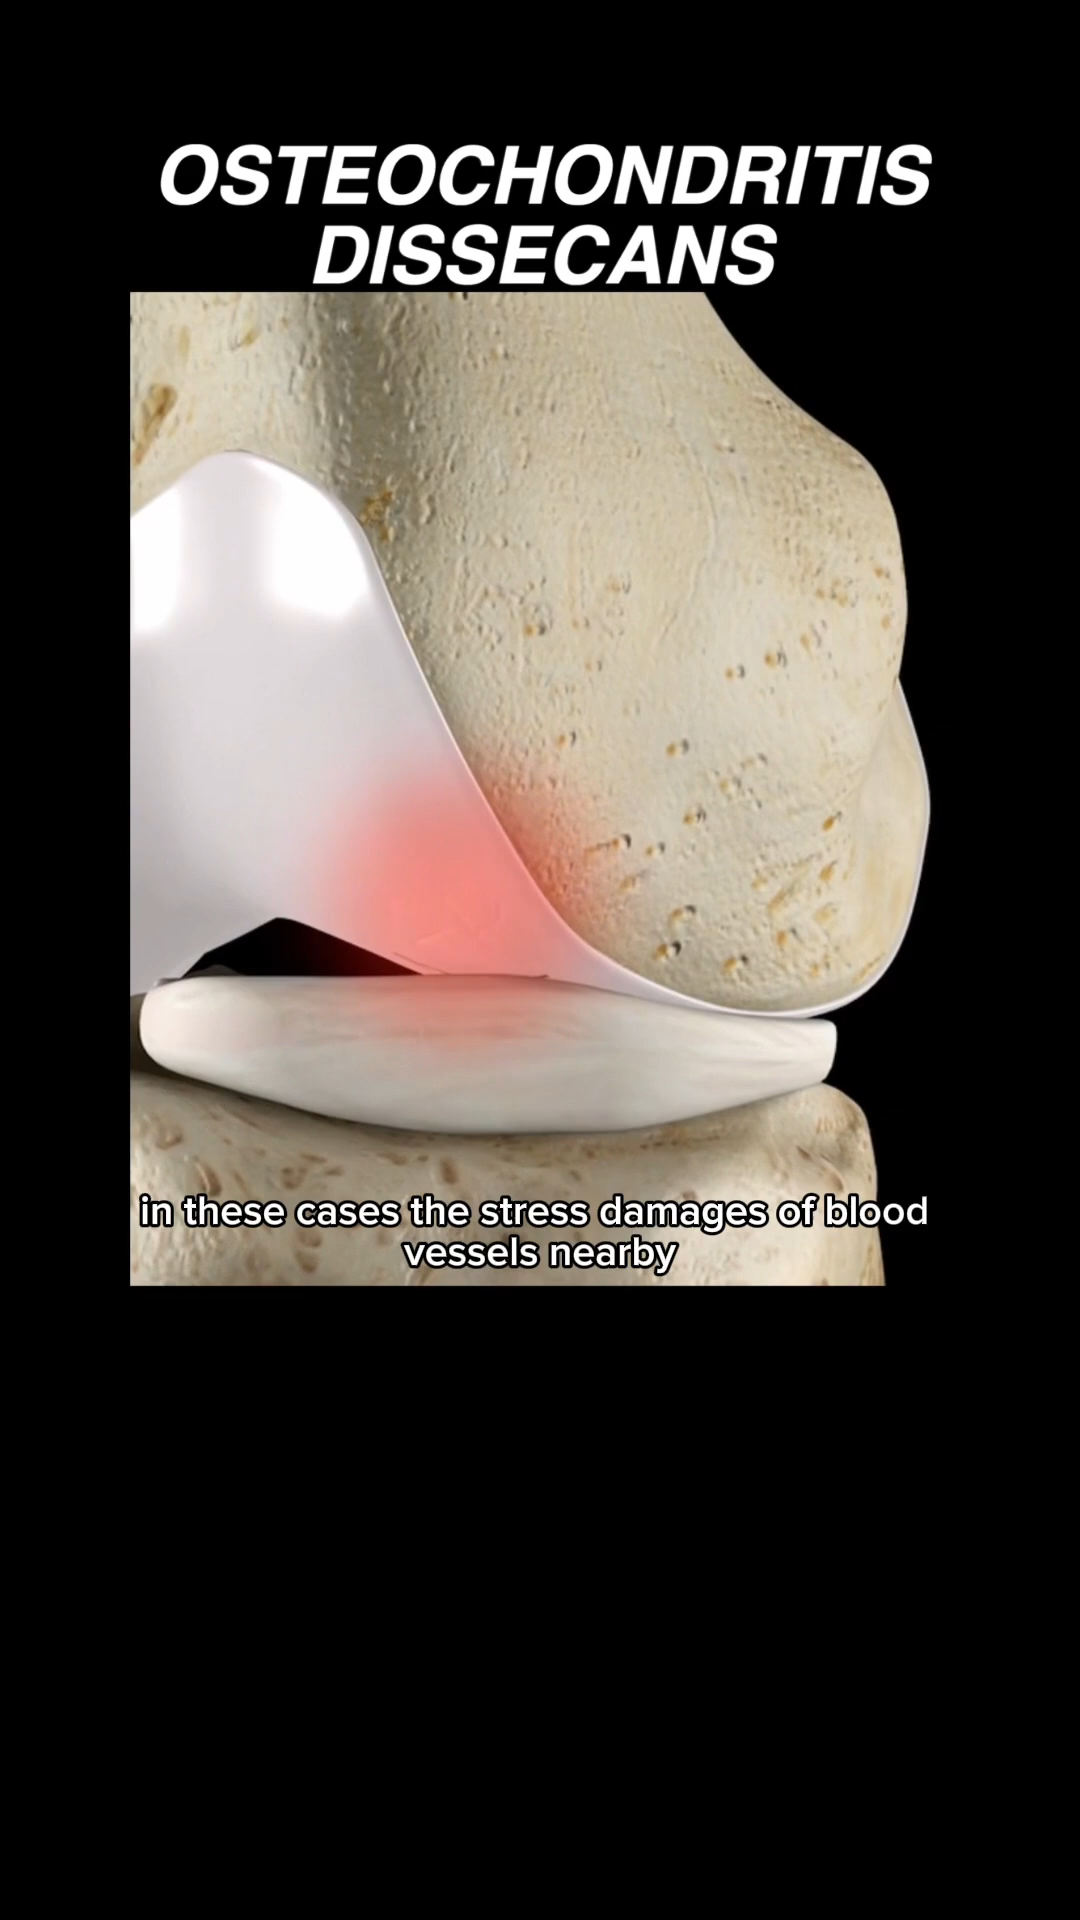 OSTEOCHONDRITIS
DISSECANS
in these cases the stress damages of blood
vessels nearby